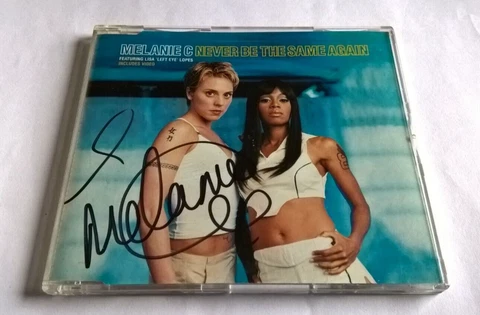 MELANIE C NEVER BE THE SAME AGAIN
FEATURING LISA 'LEFT EYE' LOPES
INCLUDES VIDEO
Melanie C